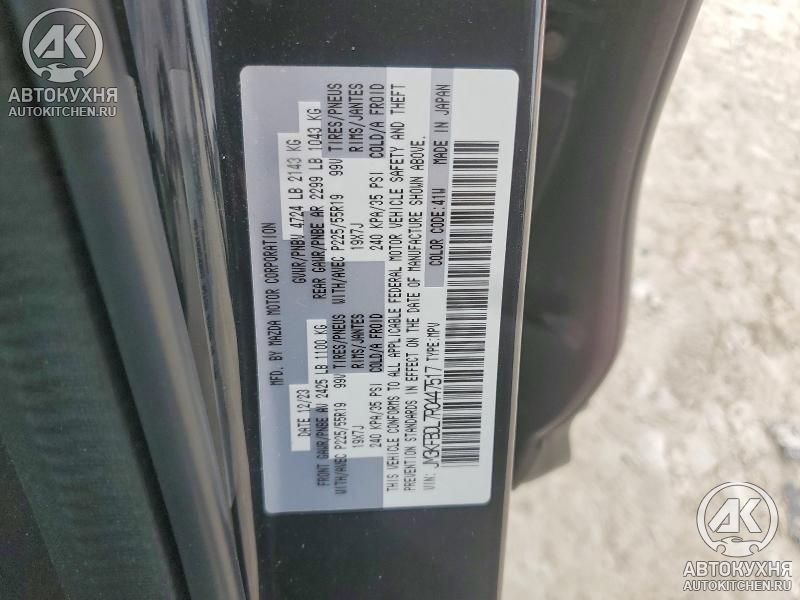 AK
АВТОКУХНЯ
AUTOKITCHEN.RU
MFD. BY MAZDA MOTOR CORPORATION
DATE 12/23 GVWR/PNBV 4724 LB 2143 KG
FRONT GAWR/PNBE AV 2425 LB 1100 KG REAR GAWR/PNBE AR 2299 LB 1043 KG
WITH/AVEC P225/55R19 99V TIRES/PNEUS WITH/AVEC P225/55R19 99V TIRES/PNEUS
19X7J RIMS/JANTES 19X7J RIMS/JANTES
240 KPA/35 PSI COLD/A FROID 240 KPA/35 PSI COLD/A FROID
THIS VEHICLE CONFORMS TO ALL APPLICABLE FEDERAL MOTOR VEHICLE SAFETY AND THEFT
PREVENTION STANDARDS IN EFFECT ON THE DATE OF MANUFACTURE SHOWN ABOVE.
VIN: JM3KFBDL7R0447517 TYPE:MPV COLOR CODE:41W MADE IN JAPAN
AK
АВТОКУХНЯ
AUTOKITCHEN.RU